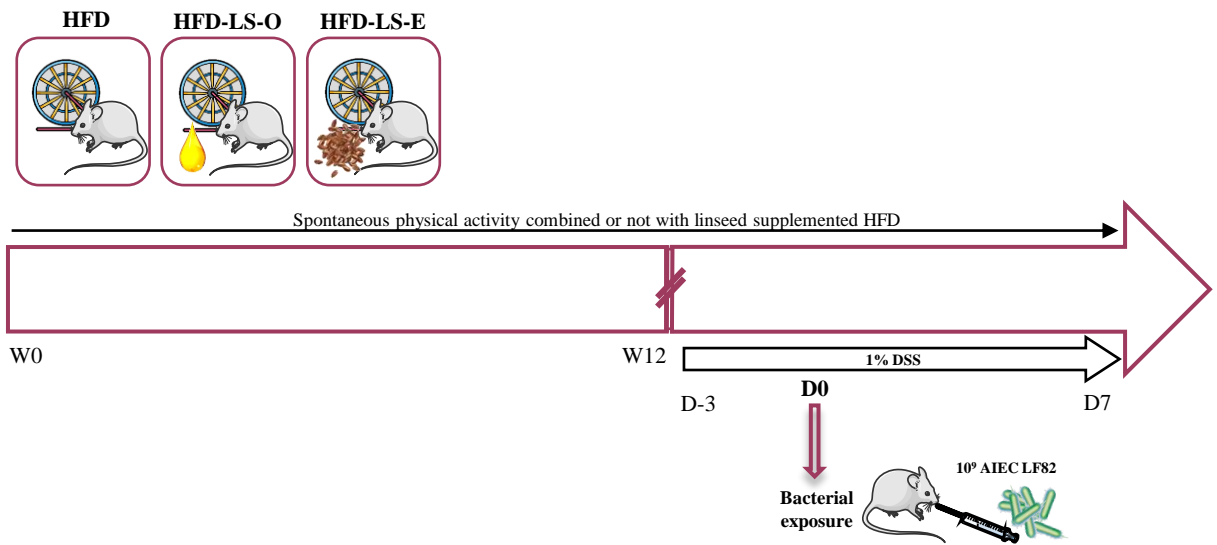 HFD HFD-LS-O HFD-LS-E
Spontaneous physical activity combined or not with linseed supplemented HFD
W0 W12
1% DSS
D-3 D0 D7
Bacterial
exposure
10⁹ AIEC LF82